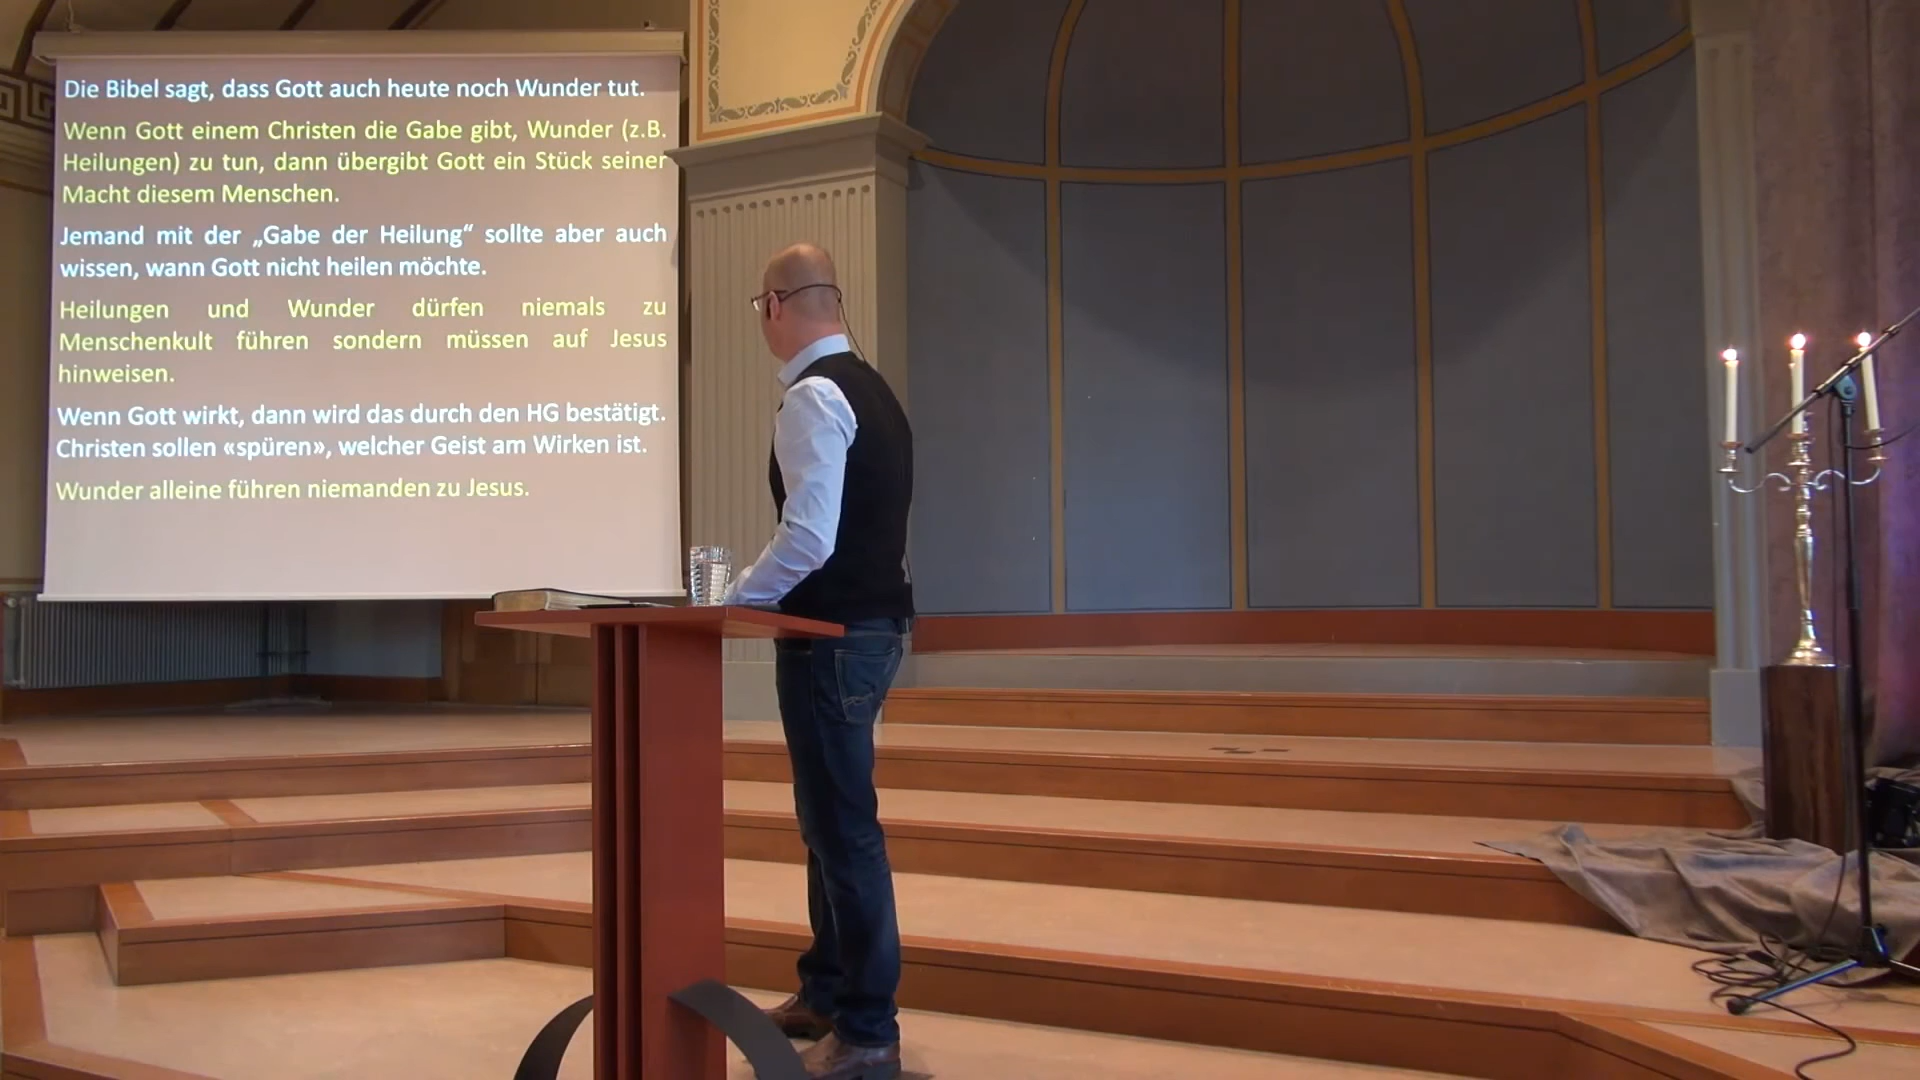 Die Bibel sagt, dass Gott auch heute noch Wunder tut.
Wenn Gott einem Christen die Gabe gibt, Wunder (z.B.
Heilungen) zu tun, dann übergibt Gott ein Stück seiner
Macht diesem Menschen.
Jemand mit der „Gabe der Heilung“ sollte aber auch
wissen, wann Gott nicht heilen möchte.
Heilungen und Wunder dürfen niemals zu
Menschenkult führen sondern müssen auf Jesus
hinweisen.
Wenn Gott wirkt, dann wird das durch den HG bestätigt.
Christen sollen «spüren», welcher Geist am Wirken ist.
Wunder alleine führen niemanden zu Jesus.